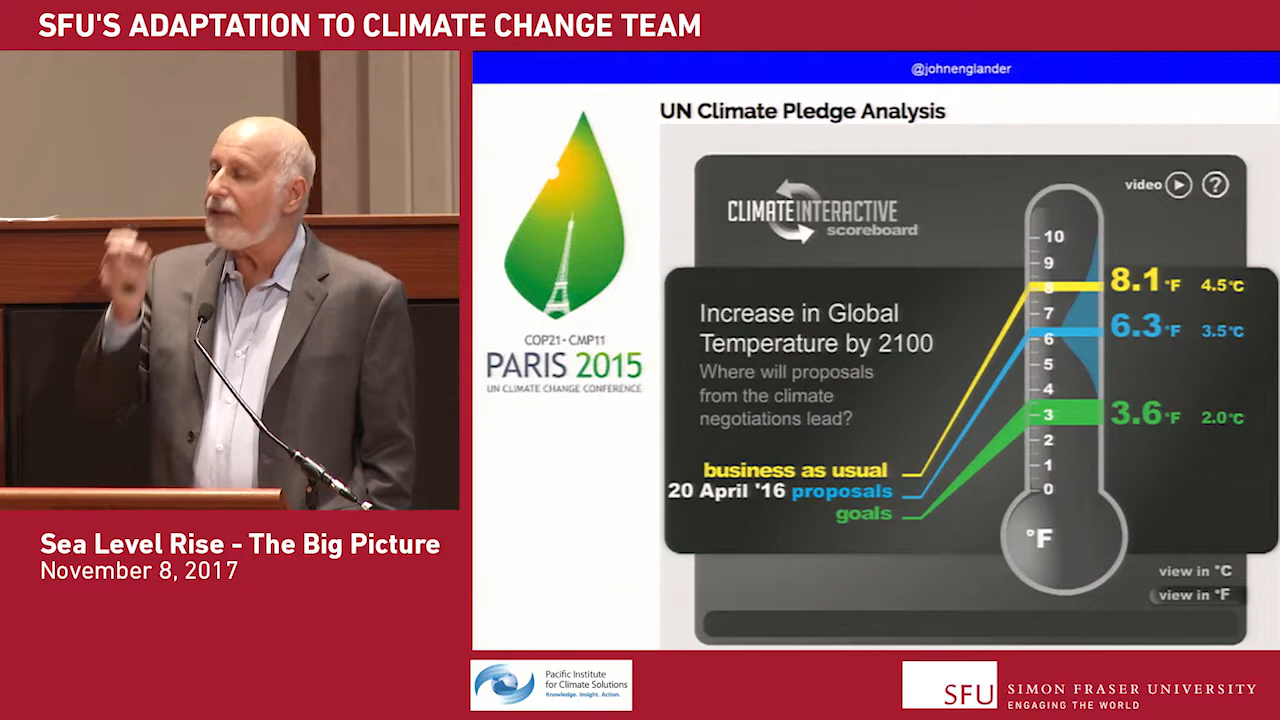 SFU'S ADAPTATION TO CLIMATE CHANGE TEAM
@johnenglander
UN Climate Pledge Analysis
COP21·CMP11
PARIS 2015
UN CLIMATE CHANGE CONFERENCE
CLIMATEINTERACTIVE
scoreboard
video
?
Increase in Global
Temperature by 2100
Where will proposals
from the climate
negotiations lead?
business as usual
20 April '16 proposals
goals
10
9
8
7
6
5
4
3
2
1
0
°F
8.1 °F 4.5°C
6.3 °F 3.5°C
3.6 °F 2.0°C
view in °C
view in °F
Sea Level Rise - The Big Picture
November 8, 2017
Pacific Institute
for Climate Solutions
Knowledge. Insight. Action.
SFU
SIMON FRASER UNIVERSITY
ENGAGING THE WORLD